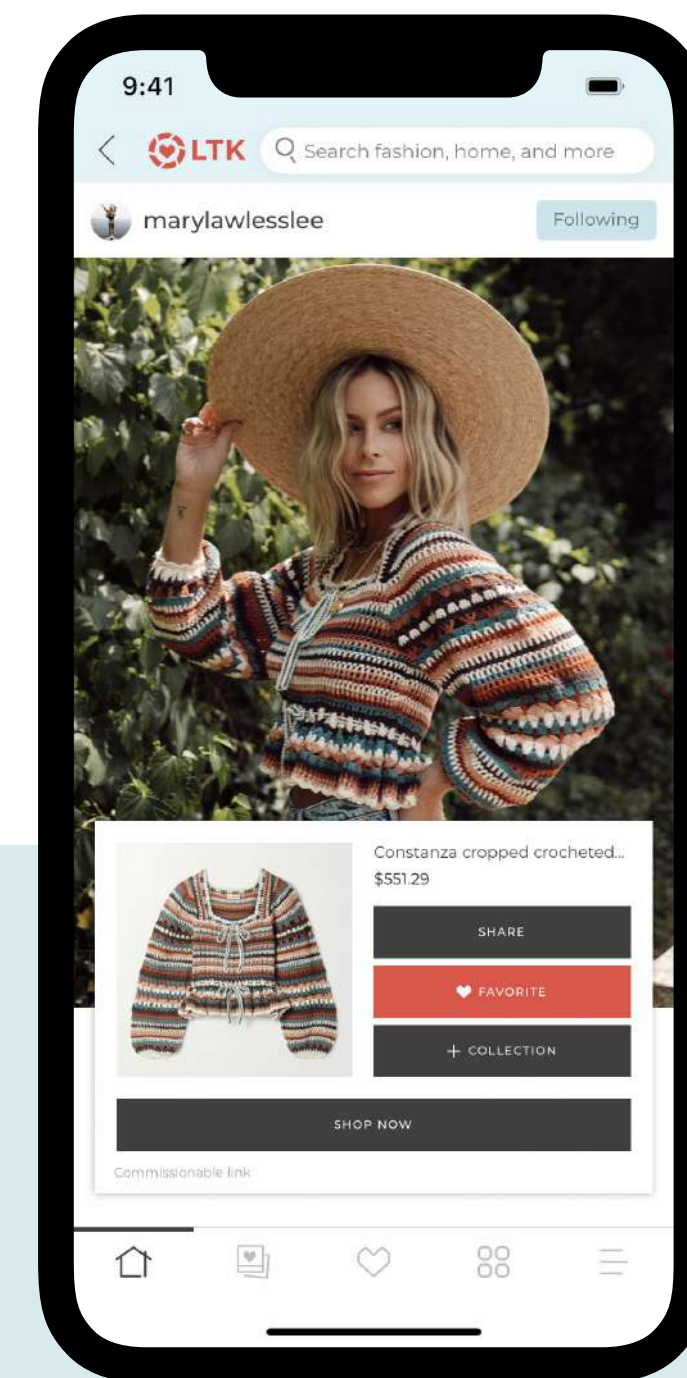 9:41
LTK
Search fashion, home, and more
marylawlesslee
Following
Constanza cropped crocheted...
$551.29
SHARE
FAVORITE
+ COLLECTION
SHOP NOW
Commissionable link